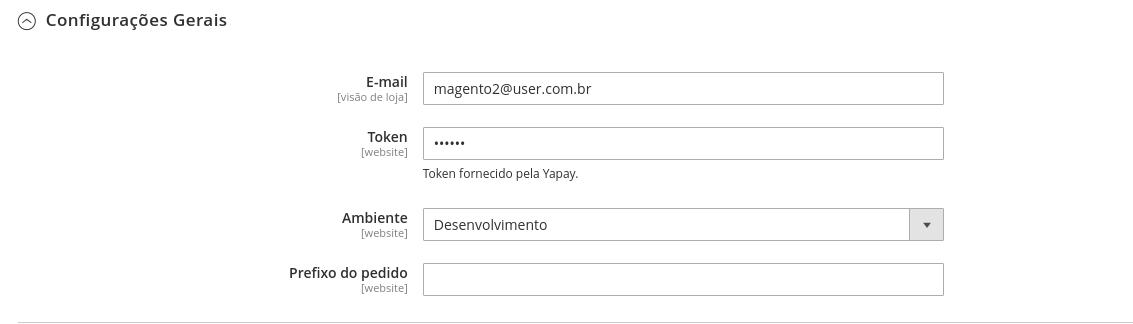 Configurações Gerais
E-mail
[visão de loja]
magento2@user.com.br
Token
[website]
••••••
Token fornecido pela Yapay.
Ambiente
[website]
Desenvolvimento
Prefixo do pedido
[website]